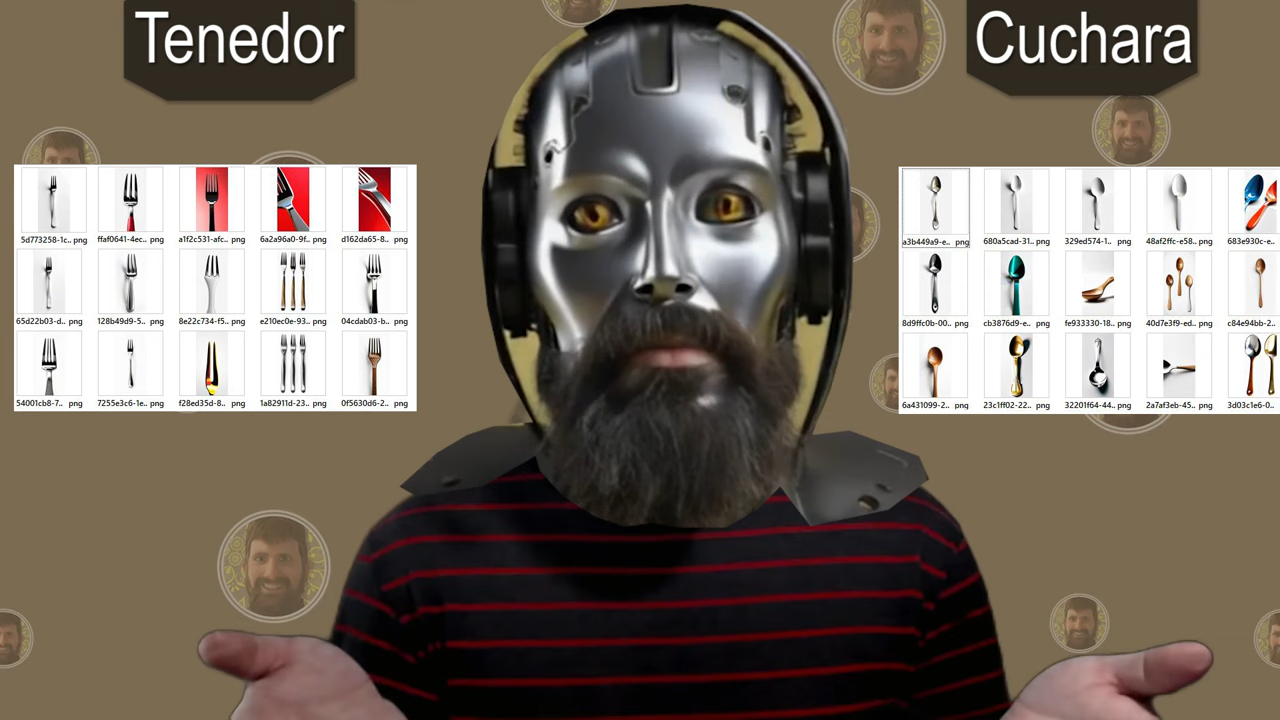 Tenedor
Cuchara
5d773258-1c.. png
ffaf0641-4ec.. png
a1f2c531-afc.. png
6a2a96a0-9f.. png
d162da65-8.. png
65d22b03-d.. png
128b49d9-5.. png
8e22c734-f5.. png
e210ec0e-93.. png
04cdab03-b.. png
54001cb8-7.. png
7255e3c6-1e.. png
f28ed35d-8.. png
1a82911d-23.. png
0f5630d6-2.. png
a3b449a9-e.. png
680a5cad-31.. png
329ed574-1.. png
48af2ffc-e58.. png
683e930c-e..
8d9ffc0b-00.. png
cb3876d9-e.. png
fe933330-18.. png
40d7e3f9-ed.. png
c84e94bb-2..
6a431099-2.. png
23c1ff02-22.. png
32201f64-44.. png
2a7af3eb-45.. png
3d03c1e6-0..